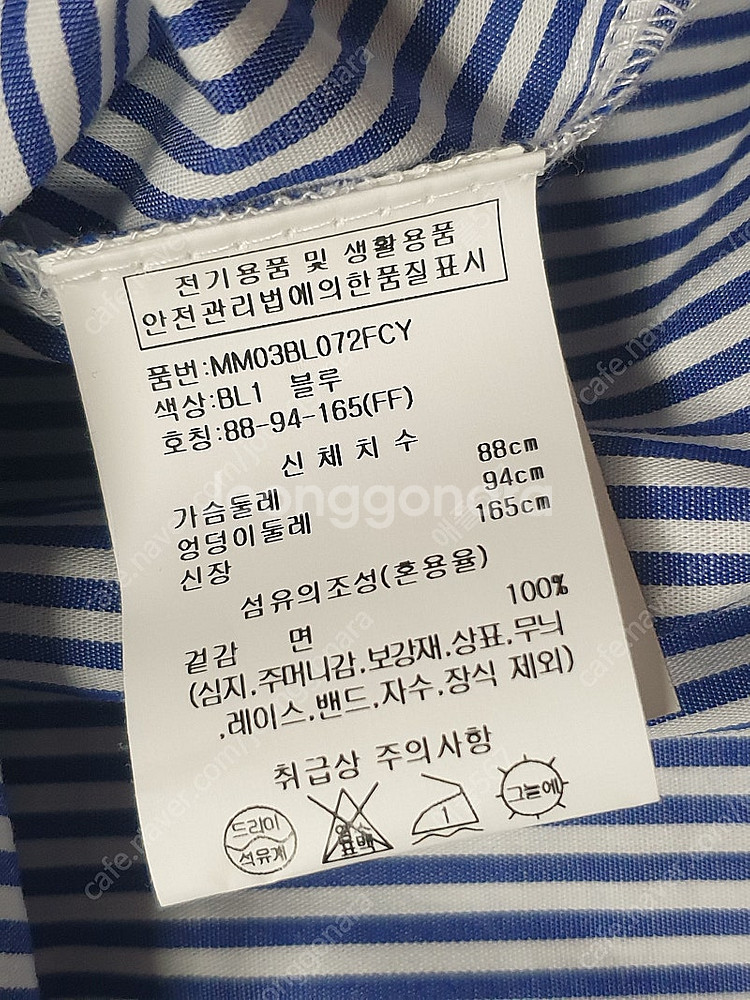 전기용품 및 생활용품
안전관리법에의한품질표시
품번:MM03BL072FCY
색상:BL1 블루
호칭:88-94-165(FF)
신체치수
가슴둘레 88cm
엉덩이둘레 94cm
신장 165cm
섬유의조성(혼용율)
겉감 면 100%
(심지.주머니감.보강재.상표.무늬
.레이스.밴드.자수.장식 제외)
취급상 주의사항
드라이
석유계
염소
표백
그늘에
joonggonara